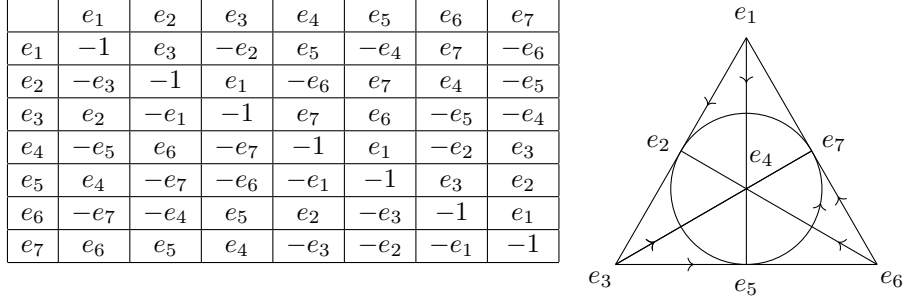 e₁ e₂ e₃ e₄ e₅ e₆ e₇
e₁ −1 e₃ −e₂ e₅ −e₄ e₇ −e₆
e₂ −e₃ −1 e₁ −e₆ e₇ e₄ −e₅
e₃ e₂ −e₁ −1 e₇ e₆ −e₅ −e₄
e₄ −e₅ e₆ −e₇ −1 e₁ −e₂ e₃
e₅ e₄ −e₇ −e₆ −e₁ −1 e₃ e₂
e₆ −e₇ −e₄ e₅ e₂ −e₃ −1 e₁
e₇ e₆ e₅ e₄ −e₃ −e₂ −e₁ −1
e₁
e₂ e₄ e₇
e₃ e₅ e₆